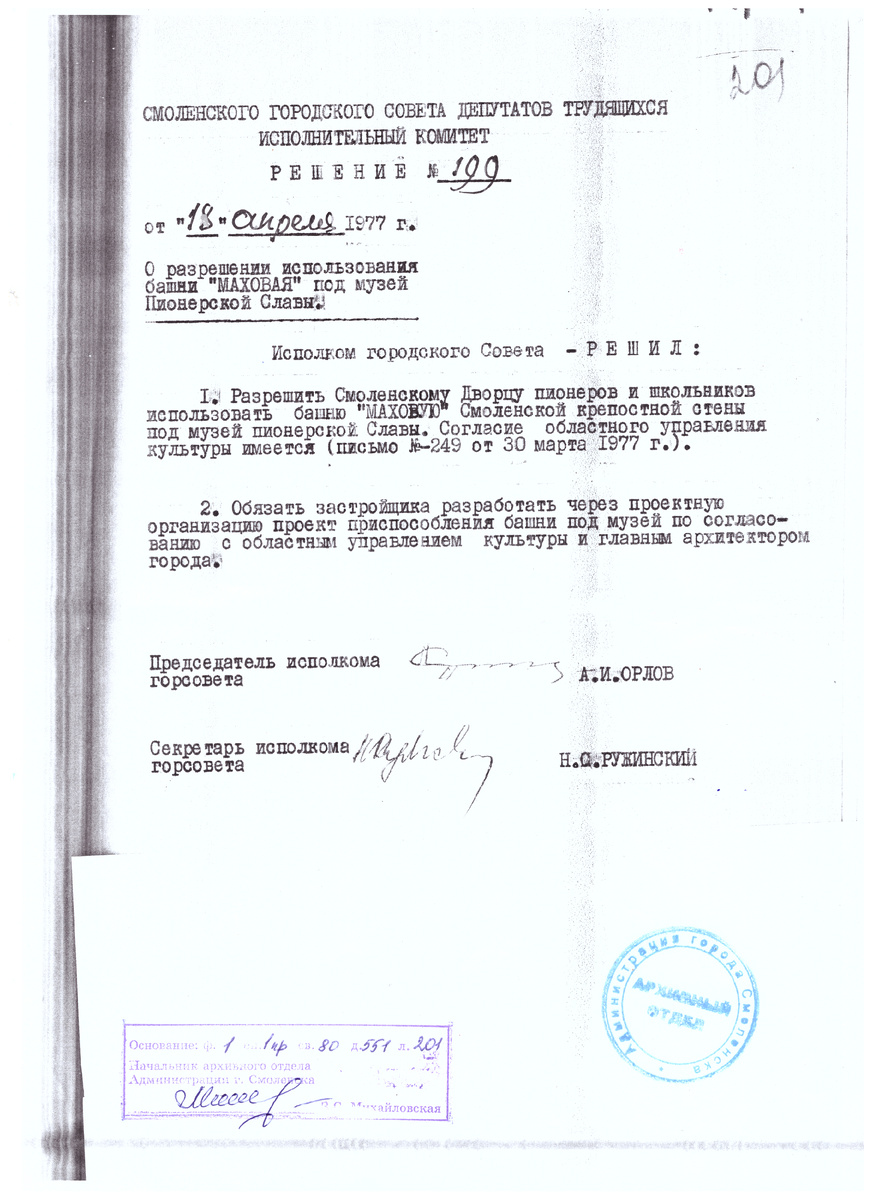 201
СМОЛЕНСКОГО ГОРОДСКОГО СОВЕТА ДЕПУТАТОВ ТРУДЯЩИХСЯ
ИСПОЛНИТЕЛЬНЫЙ КОМИТЕТ
Р Е Ш Е Н И Е № 199
от "18" апреля 1977 г.
О разрешении использования
башни "МАХОВАЯ" под музей
Пионерской Славы.
Исполком городского Совета - Р Е Ш И Л :
1. Разрешить Смоленскому Дворцу пионеров и школьников
использовать башню "МАХОВУЮ" Смоленской крепостной стены
под музей пионерской Славы. Согласие областного управления
культуры имеется (письмо №-249 от 30 марта 1977 г.).
2. Обязать застройщика разработать через проектную
организацию проект приспособления башни под музей по согласо-
ванию с областным управлением культуры и главным архитектором
города.
Председатель исполкома
горсовета А.И.ОРЛОВ
Секретарь исполкома
горсовета Н.С.РУЖИНСКИЙ
Администрация города Смоленска
АРХИВНЫЙ
ОТДЕЛ
Основание: ф. 1 оп. 1пр св. 80 д. 551 л. 201
Начальник архивного отдела
Администрации г. Смоленска
Михайловская